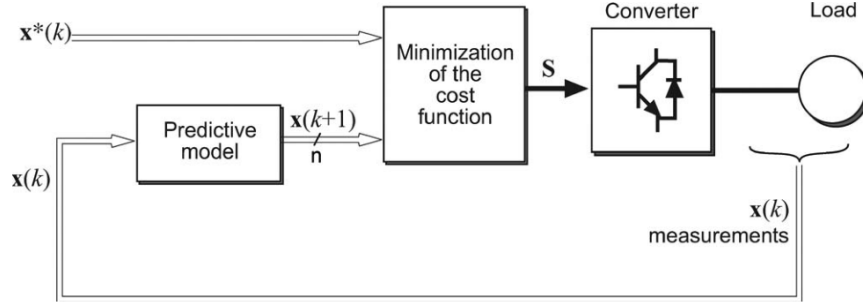 Converter
Load
x*(k)
Minimization
of the
cost
function
S
Predictive
model
x(k+1)
n
x(k)
x(k)
measurements